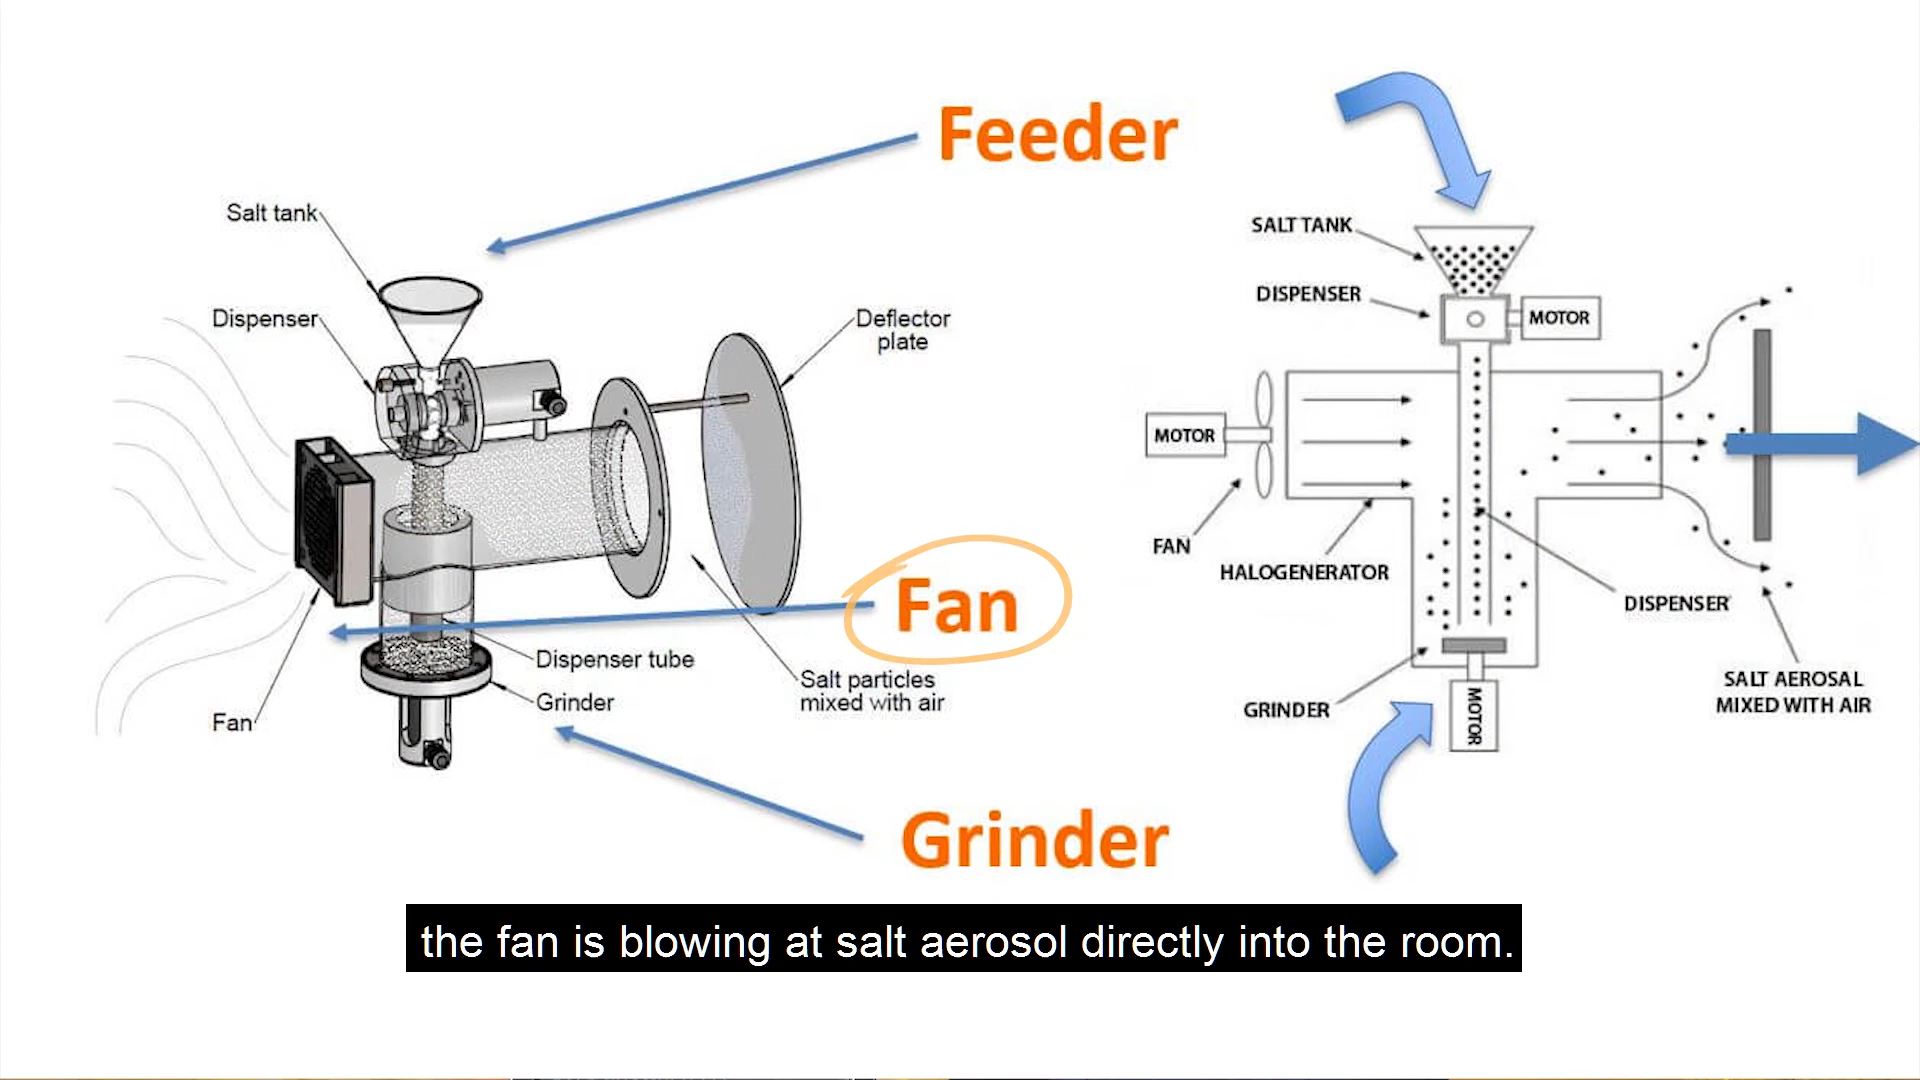 Feeder
Salt tank
Dispenser
Deflector
plate
Fan
Dispenser tube
Grinder
Salt particles
mixed with air
Fan
Grinder
SALT TANK
DISPENSER
MOTOR
MOTOR
FAN
HALOGENERATOR
DISPENSER
GRINDER
MOTOR
SALT AEROSAL
MIXED WITH AIR
the fan is blowing at salt aerosol directly into the room.